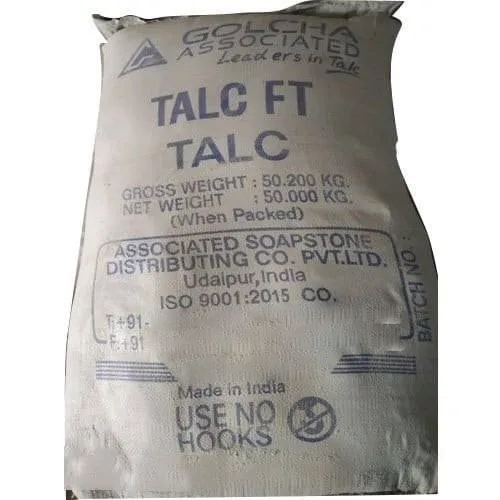 GOLCHA
ASSOCIATED
Leaders in Talc
TALC FT
TALC
GROSS WEIGHT : 50.200 KG.
NET WEIGHT : 50.000 KG.
(When Packed)
ASSOCIATED SOAPSTONE
DISTRIBUTING CO. PVT.LTD.
Udaipur,India
ISO 9001:2015 CO.
T:+91-
F:+91
BATCH NO :
Made in India
USE NO
HOOKS